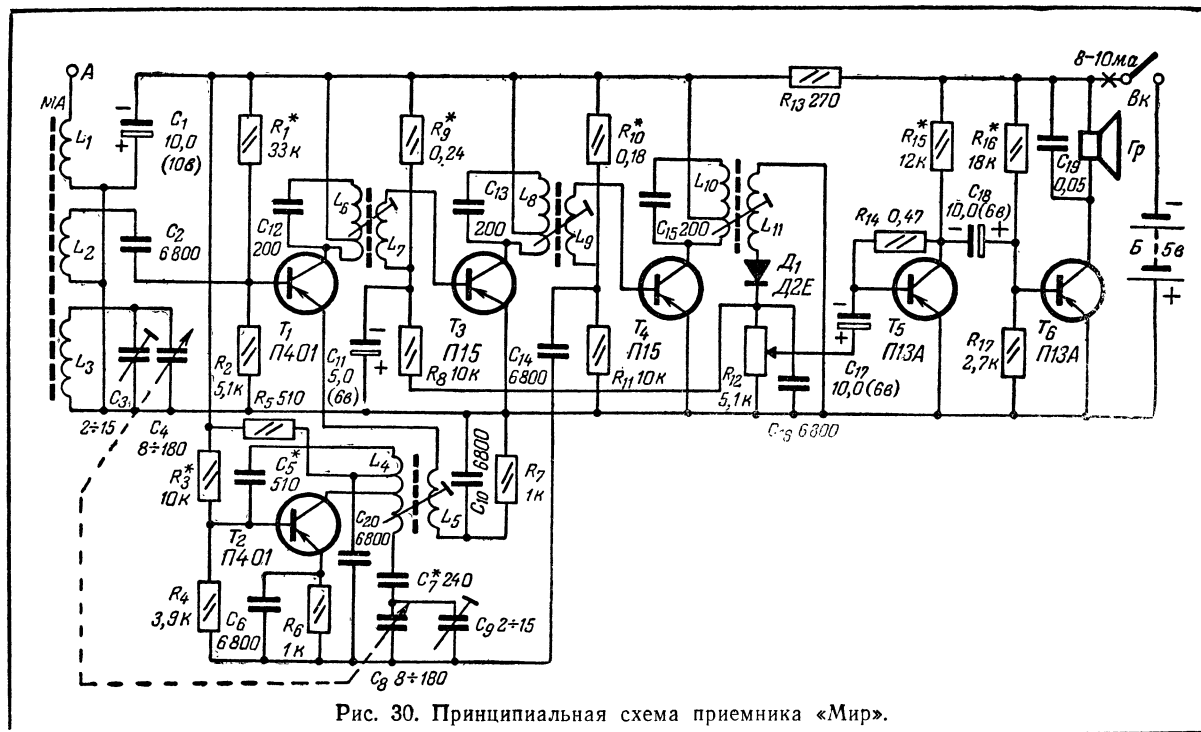 А
МА
L1
C1
10,0
(10в)
L2
C2
6800
L3
C3
2÷15
C4
8÷180
R1*
33к
R2
5,1к
C12
200
L6
L7
T1
П401
R9*
0,24
C11
5,0
(6в)
R8 10к
C13
200
L8
L9
T3
П15
C14
6800
R10*
0,18
R11 10к
C15 200
L10
L11
T4
П15
Д1
Д2Е
R12
5,1к
C16 6800
R13 270
R14 0,47
C17
10,0(6в)
R15*
12к
T5
П13А
C18
10,0(6в)
R16*
18к
R17
2,7к
C19
0,05
T6
П13А
Гр
8-10ма
Вк
Б 5в
R5 510
R3*
10к
C5*
510
L4
L5
T2
П401
C20
6800
C10
6800
R7
1к
R4
3,9к
C6
6800
R6
1к
C7* 240
C8 8÷180
C9 2÷15
Рис. 30. Принципиальная схема приемника «Мир».